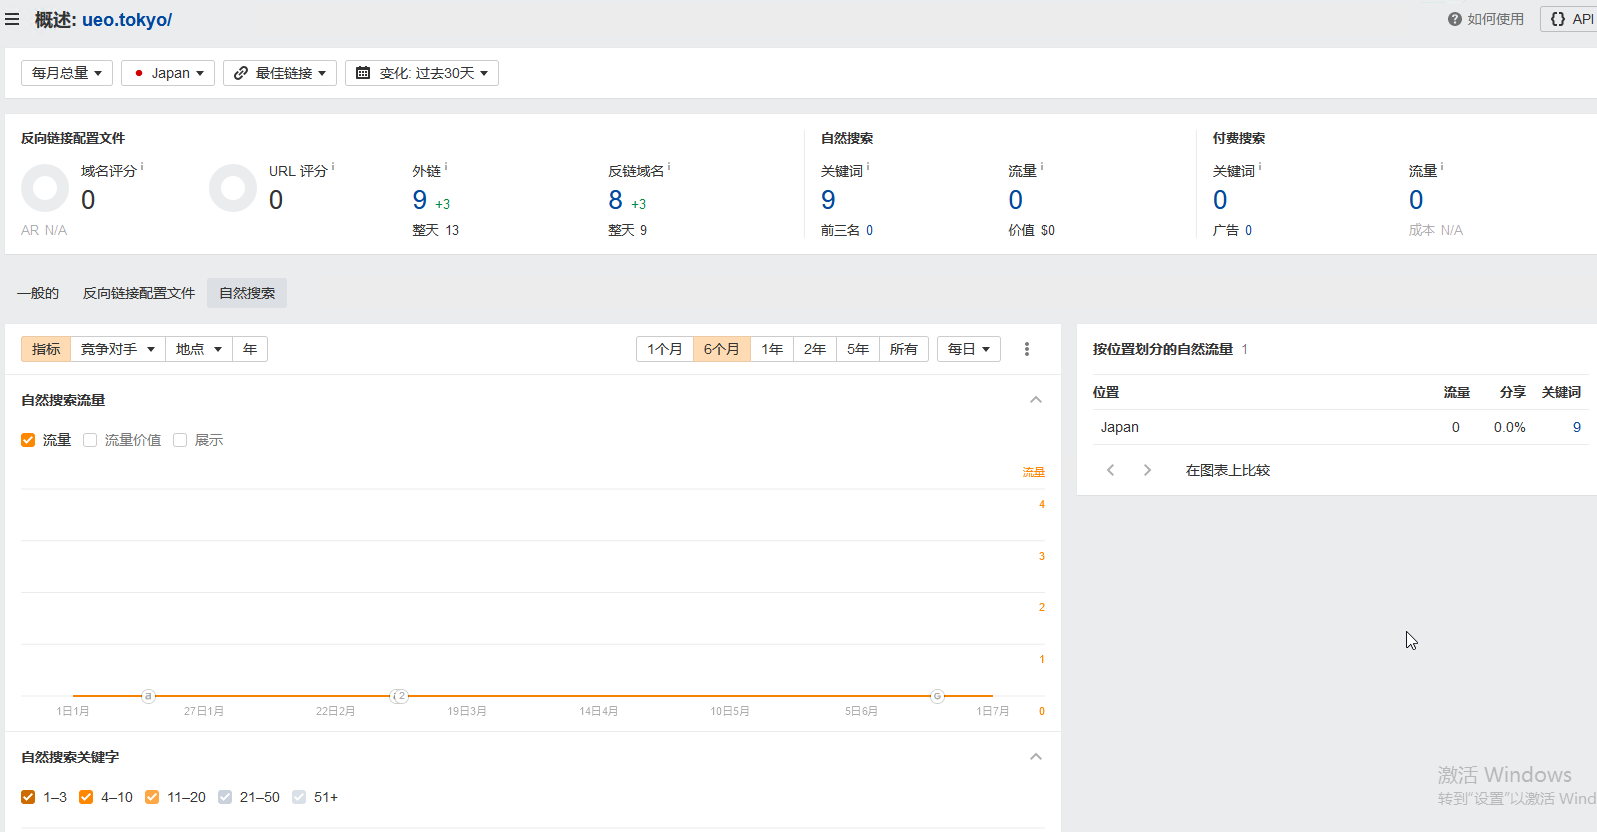 概述: ueo.tokyo/
如何使用
{} API
每月总量
Japan
最佳链接
变化: 过去30天
反向链接配置文件
域名评分 i
0
AR N/A
URL 评分 i
0
外链 i
9 +3
整天 13
反链域名 i
8 +3
整天 9
自然搜索
关键词 i
9
前三名 0
流量 i
0
价值 $0
付费搜索
关键词 i
0
广告 0
流量 i
0
成本 N/A
一般的
反向链接配置文件
自然搜索
指标
竞争对手
地点
年
1个月
6个月
1年
2年
5年
所有
每日
自然搜索流量
流量
流量价值
展示
流量
4
3
2
1
0
a
2
G
1日1月
27日1月
22日2月
19日3月
14日4月
10日5月
5日6月
1日7月
自然搜索关键字
1–3
4–10
11–20
21–50
51+
按位置划分的自然流量 1
位置 流量 分享 关键词
Japan 0 0.0% 9
在图表上比较
激活 Windows
转到"设置"以激活 Wind